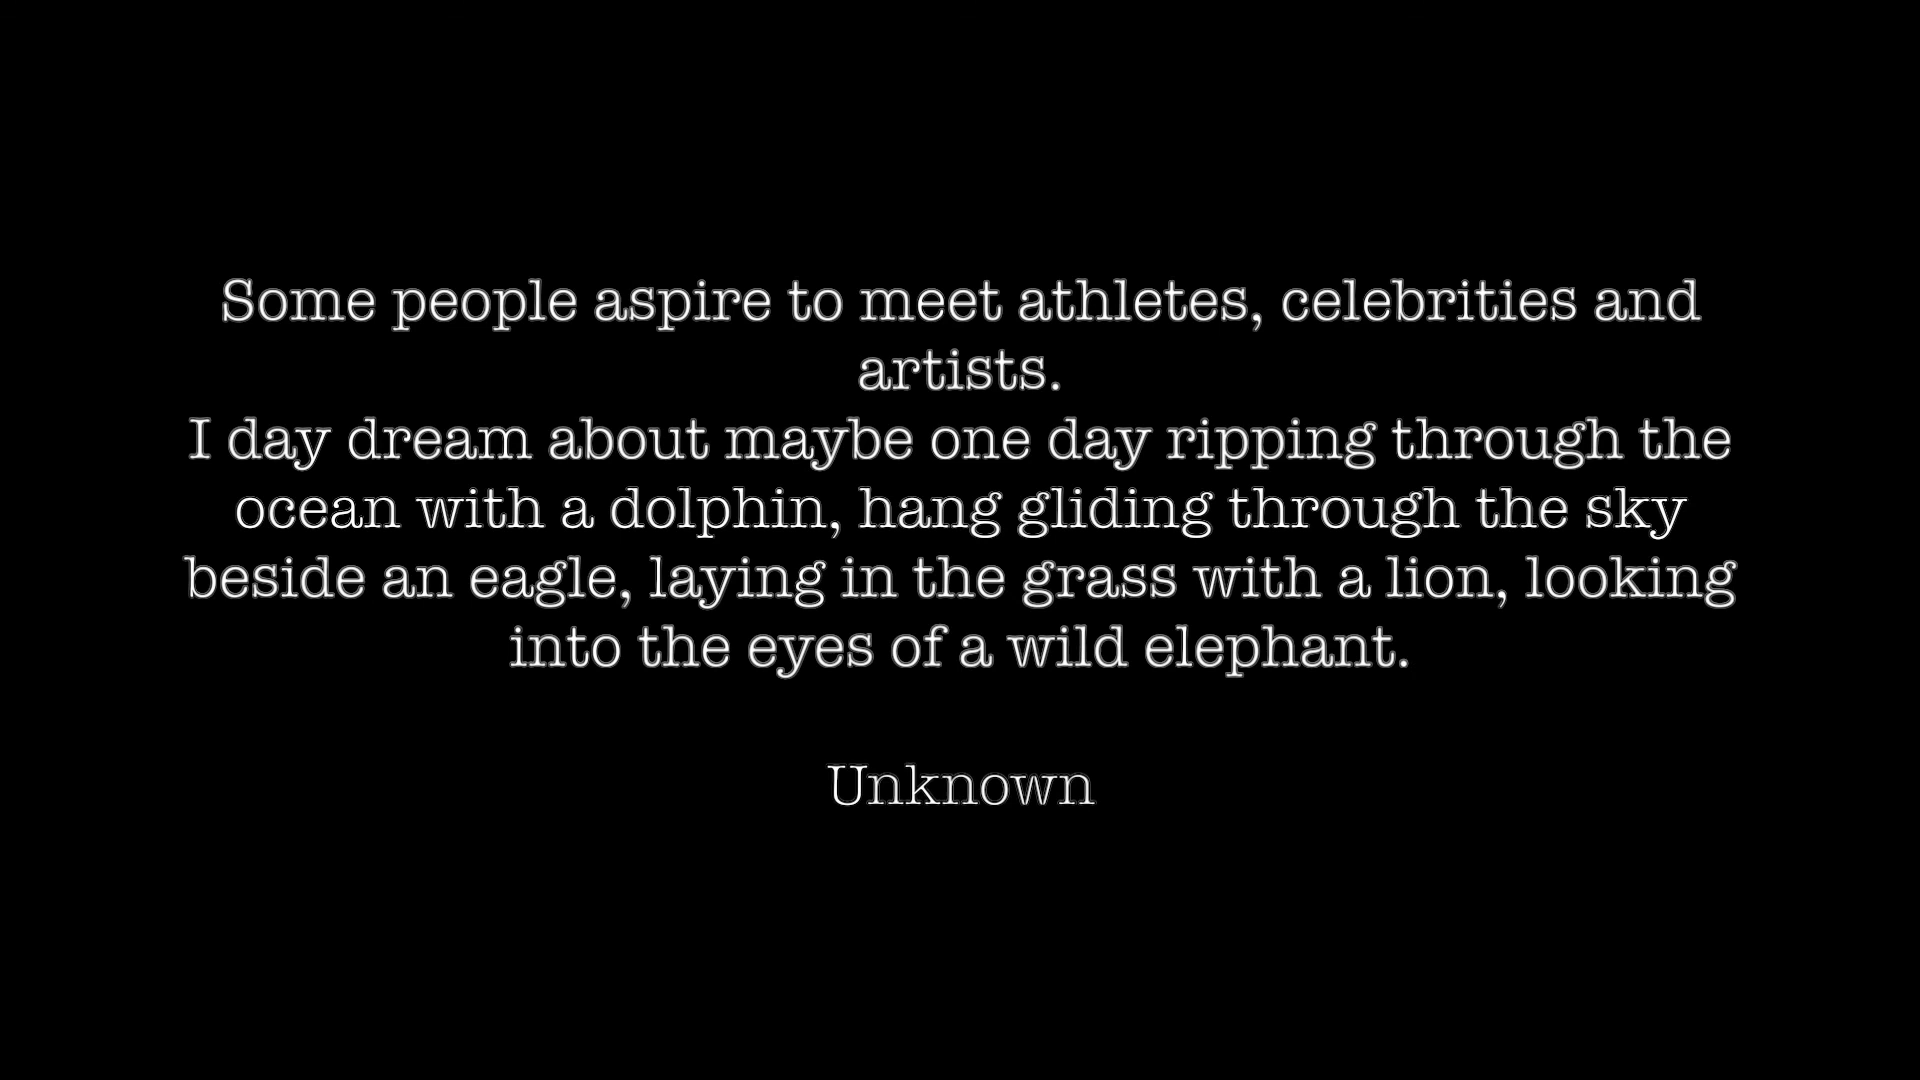 Some people aspire to meet athletes, celebrities and
artists.
I day dream about maybe one day ripping through the
ocean with a dolphin, hang gliding through the sky
beside an eagle, laying in the grass with a lion, looking
into the eyes of a wild elephant.
Unknown